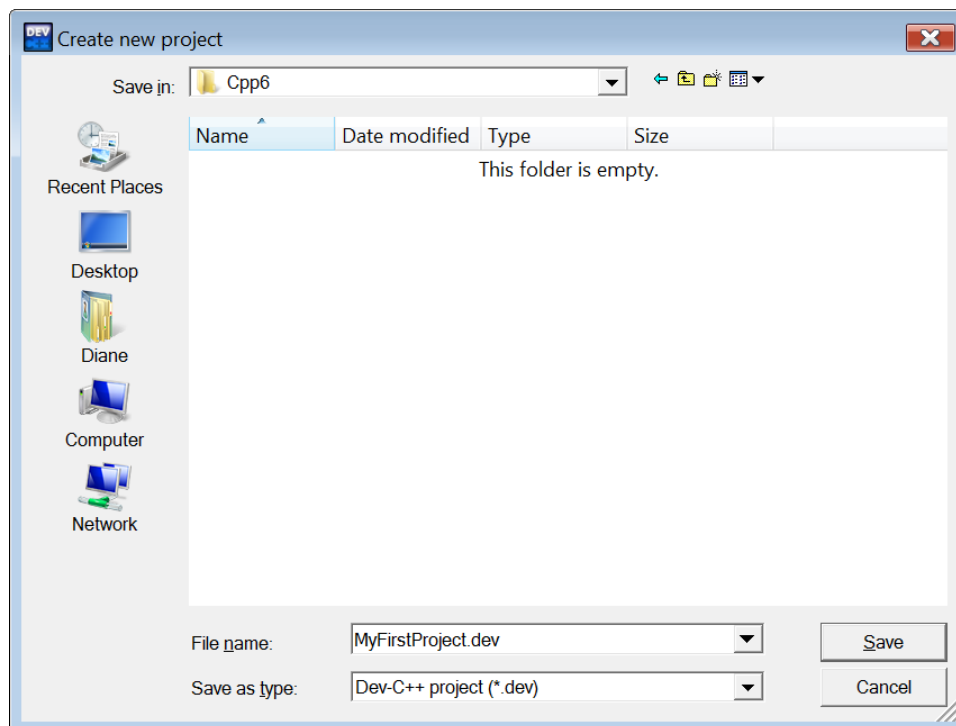 DEV
Create new project
Save in: Cpp6
Name Date modified Type Size
This folder is empty.
Recent Places
Desktop
Diane
Computer
Network
File name: MyFirstProject.dev Save
Save as type: Dev-C++ project (*.dev) Cancel